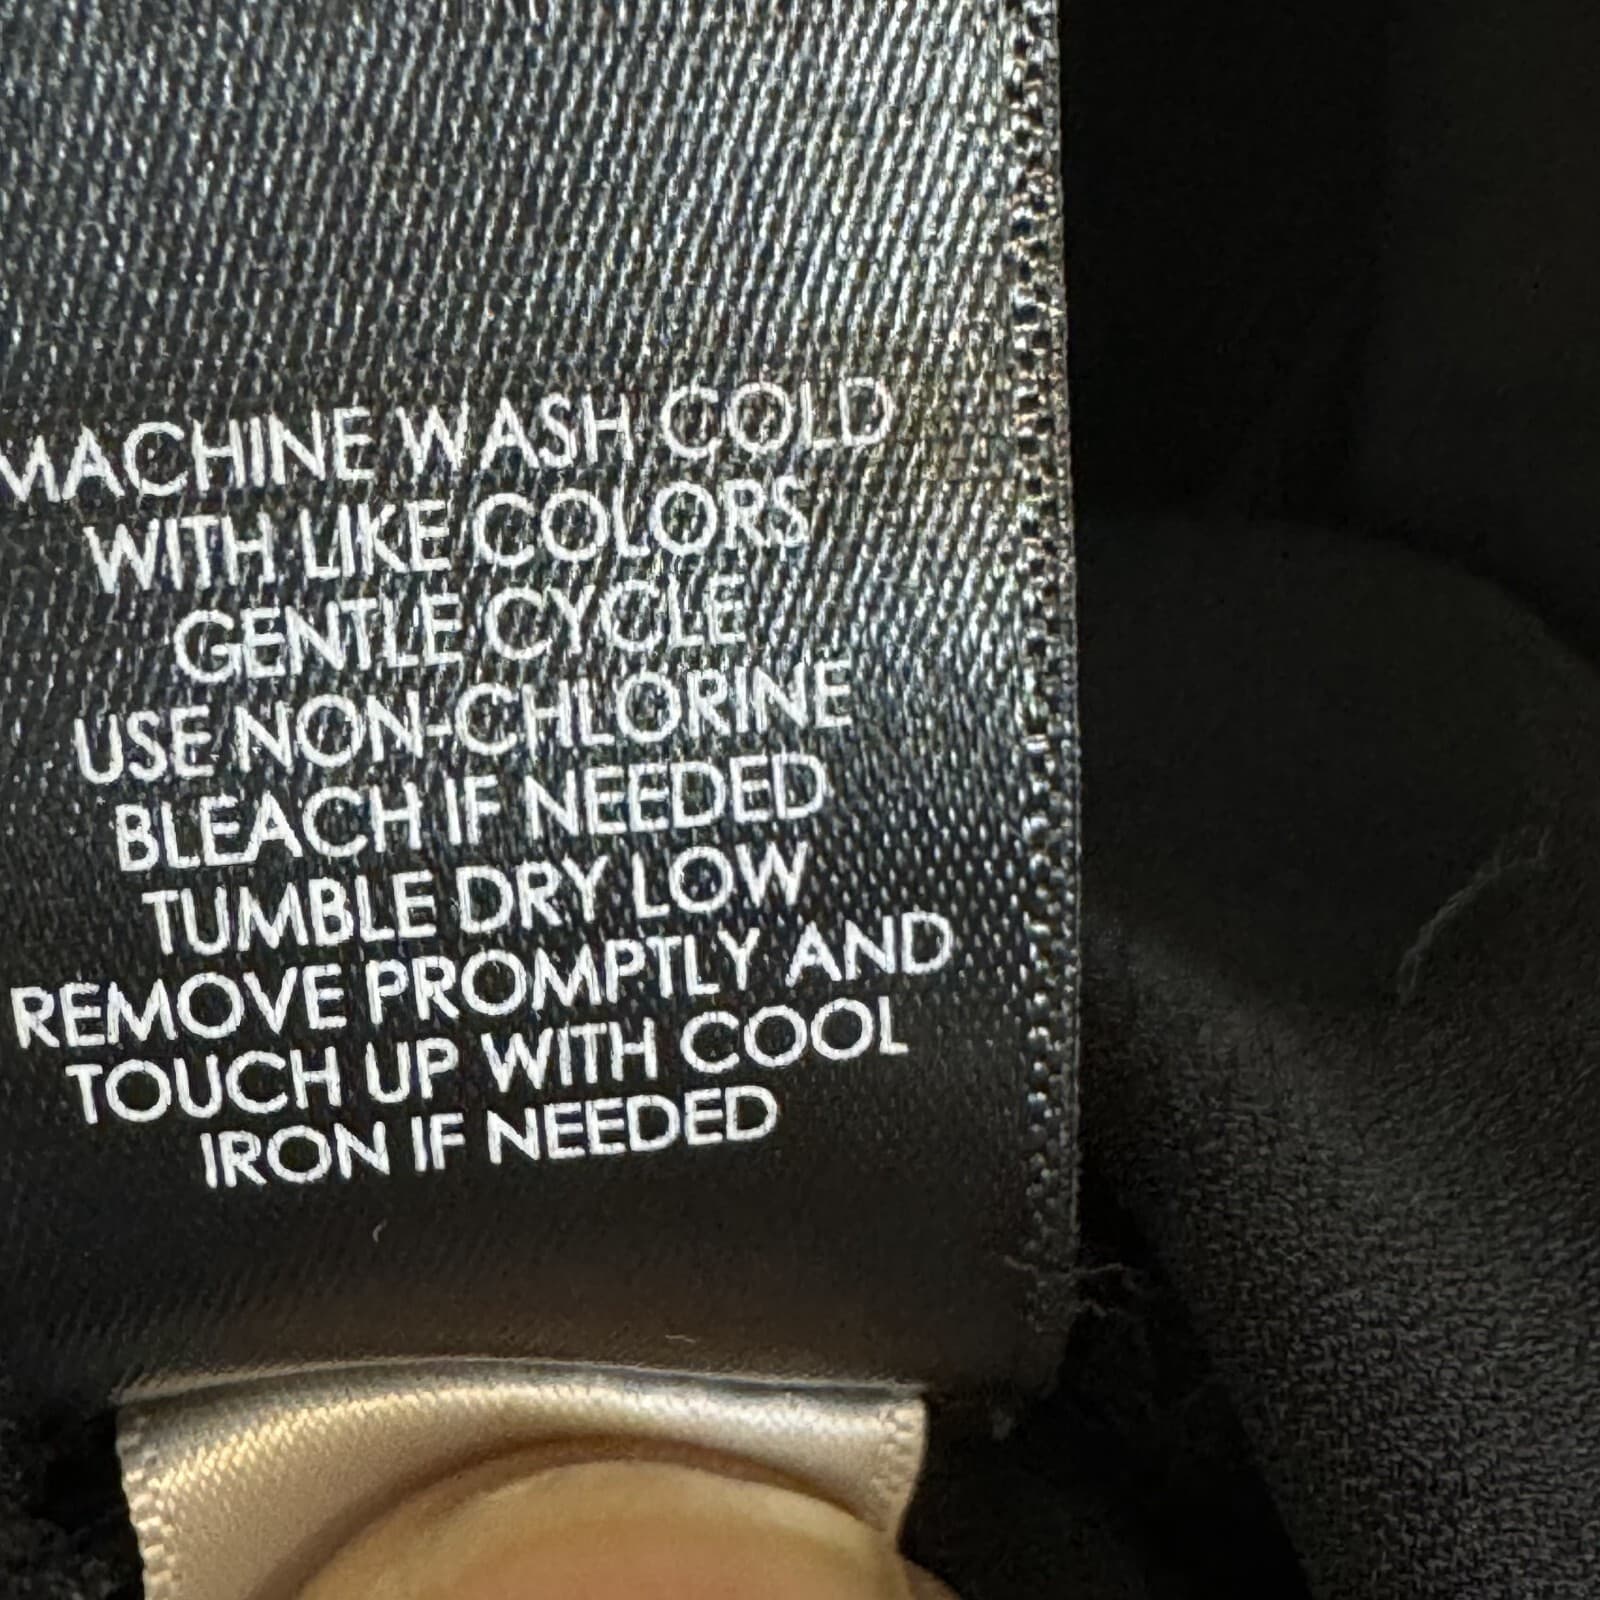 MACHINE WASH COLD
WITH LIKE COLORS
GENTLE CYCLE
USE NON-CHLORINE
BLEACH IF NEEDED
TUMBLE DRY LOW
REMOVE PROMPTLY AND
TOUCH UP WITH COOL
IRON IF NEEDED